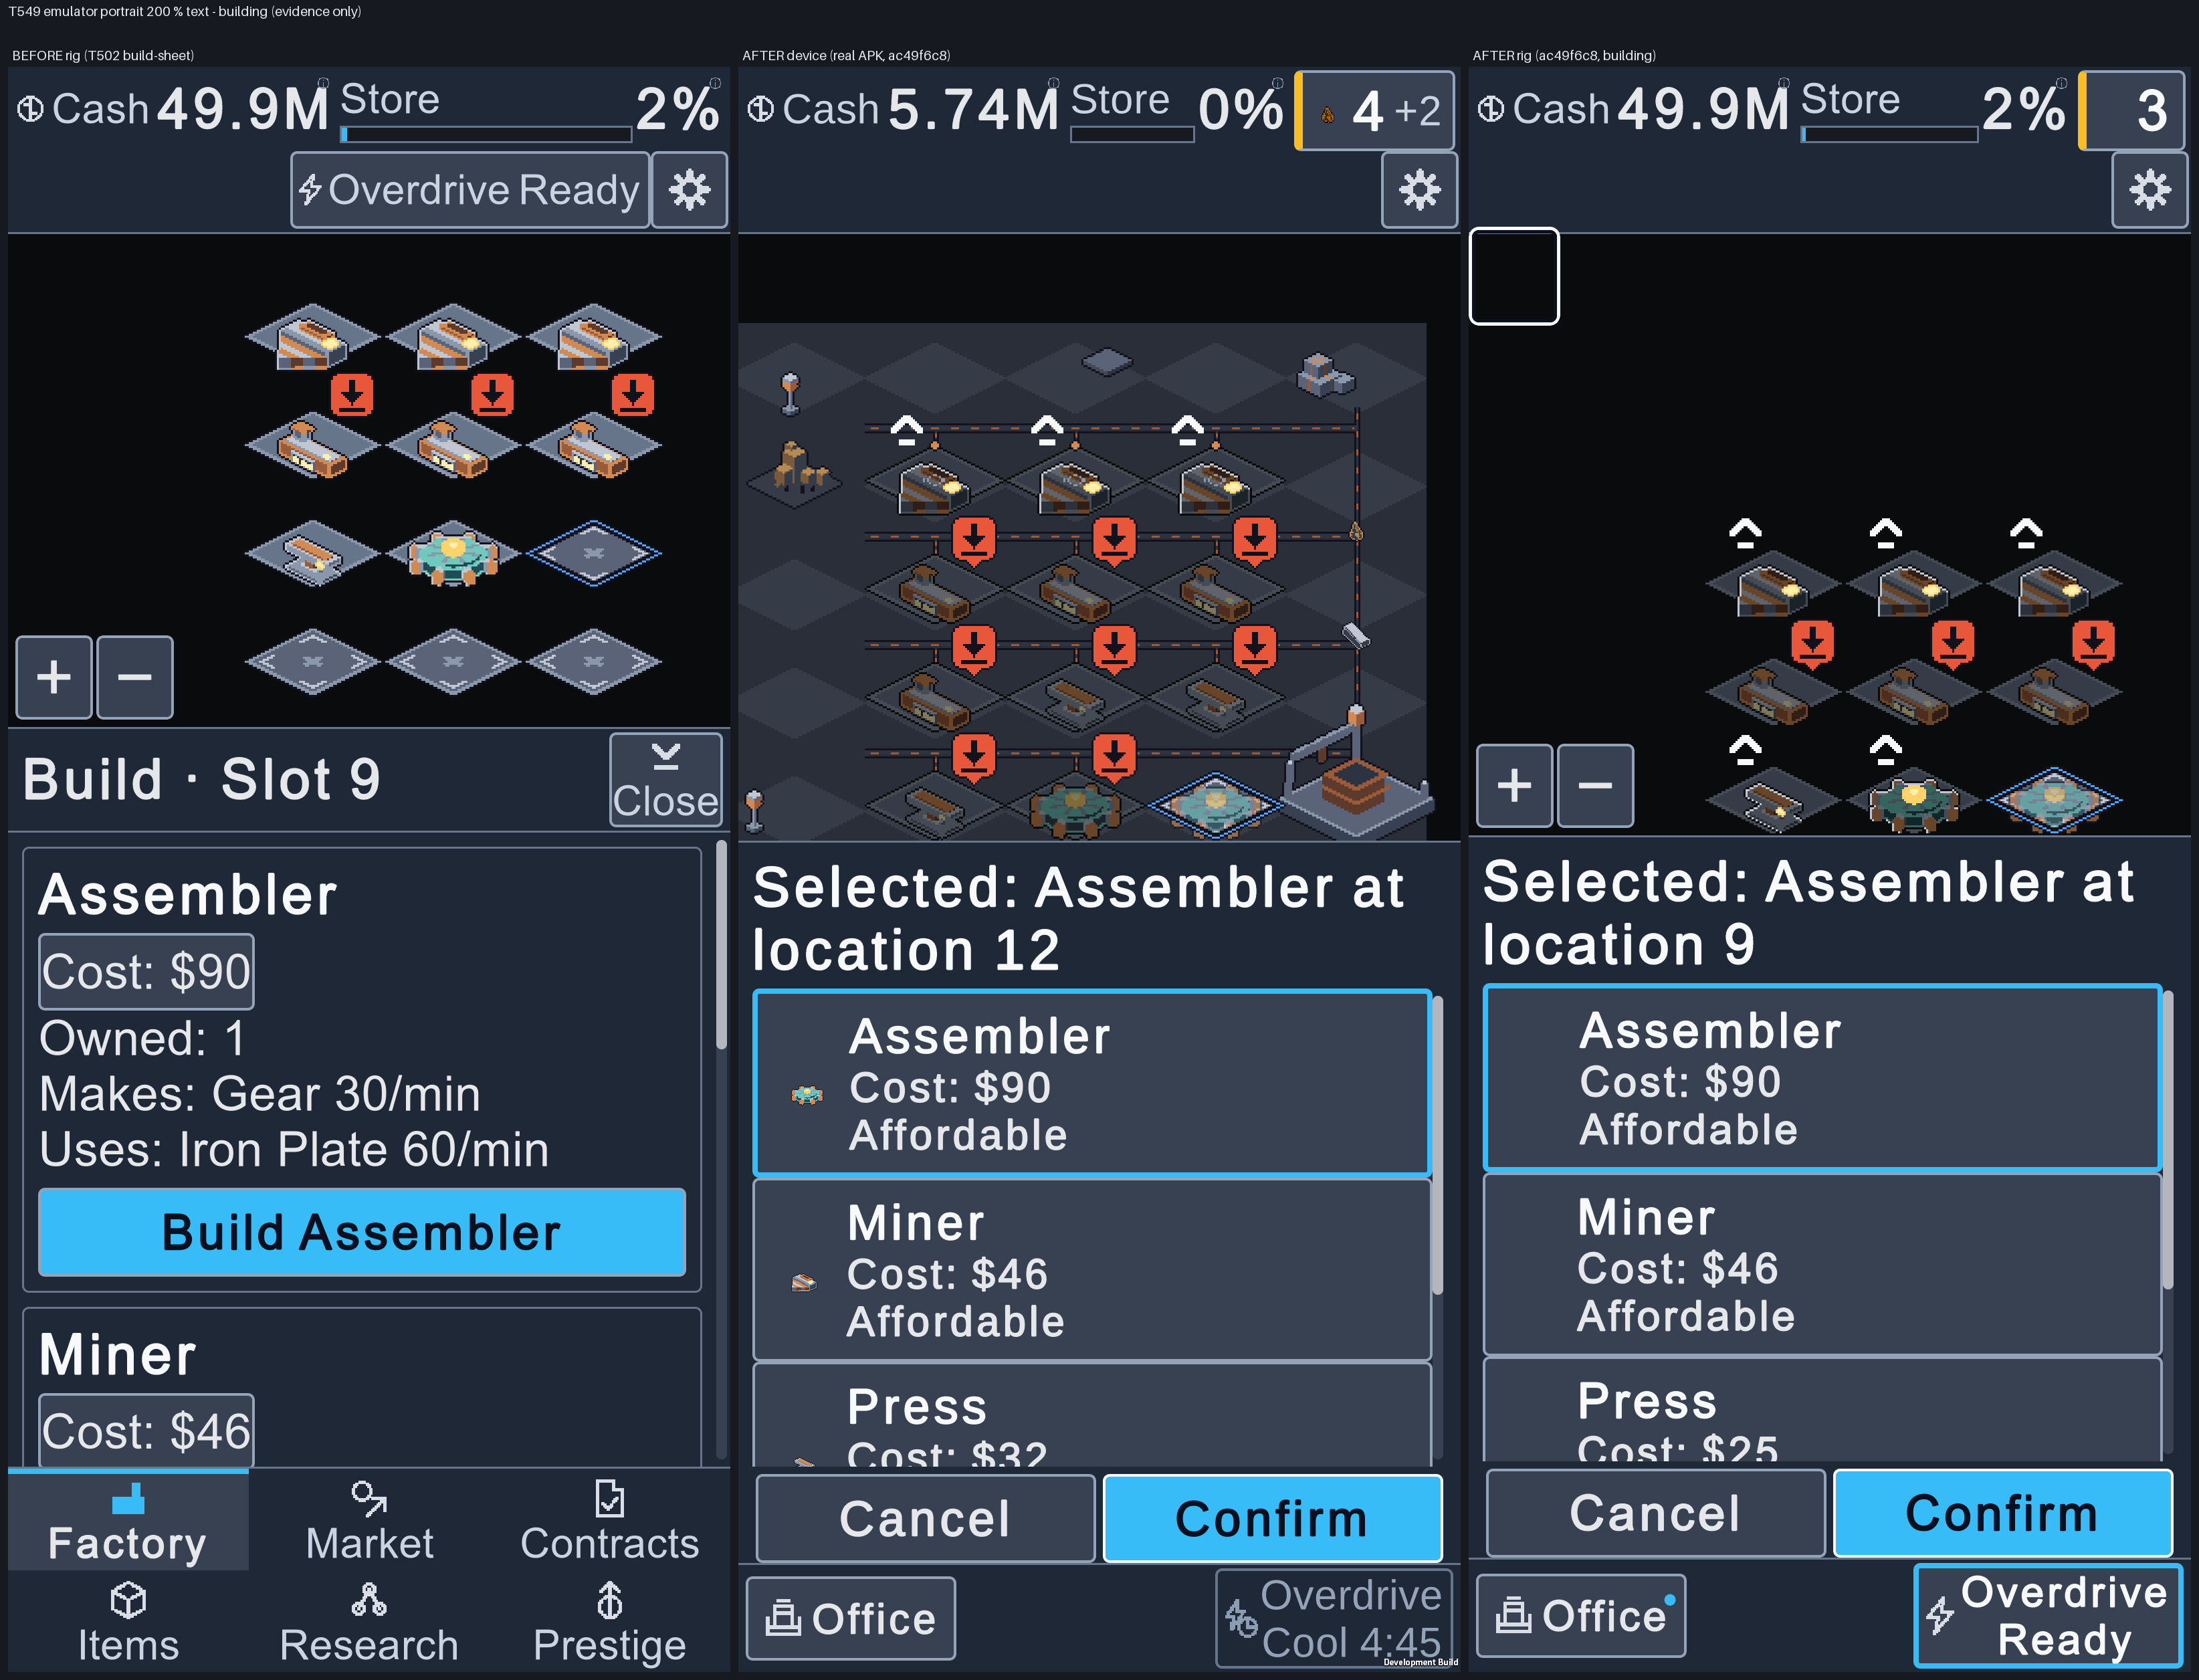 T549 emulator portrait 200 % text - building (evidence only)
BEFORE rig (T502 build-sheet)
Cash 49.9M Store 2%
Overdrive Ready
Build · Slot 9
Close
Assembler
Cost: $90
Owned: 1
Makes: Gear 30/min
Uses: Iron Plate 60/min
Build Assembler
Miner
Cost: $46
Factory Market Contracts
Items Research Prestige
AFTER device (real APK, ac49f6c8)
Cash 5.74M Store 0% 4 +2
Selected: Assembler at
location 12
Assembler
Cost: $90
Affordable
Miner
Cost: $46
Affordable
Press
Cost: $32
Cancel Confirm
Office
Overdrive
Cool 4:45
Development Build
AFTER rig (ac49f6c8, building)
Cash 49.9M Store 2% 3
Selected: Assembler at
location 9
Assembler
Cost: $90
Affordable
Miner
Cost: $46
Affordable
Press
Cost: $25
Cancel Confirm
Office
Overdrive
Ready